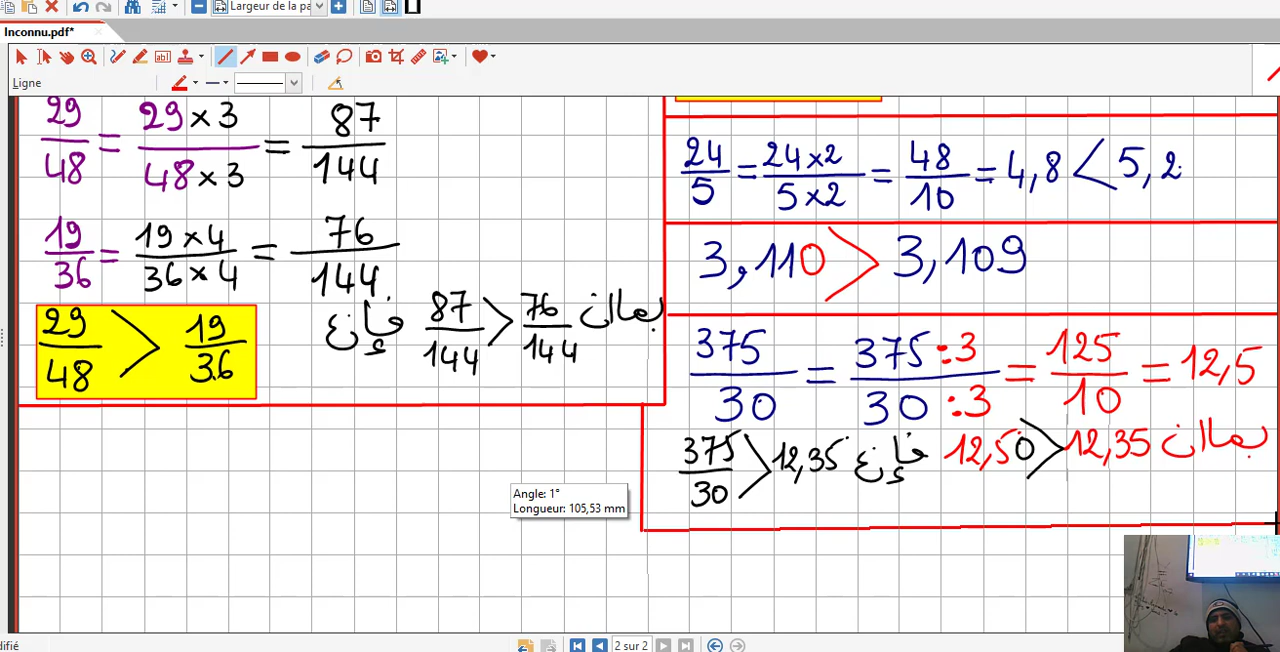 Largeur de la pa
Inconnu.pdf*
Ligne
29/48 = 29 × 3 / 48 × 3 = 87/144
19/36 = 19 × 4 / 36 × 4 = 76/144
بما ان 76/144 < 87/144 فإن
29/48 > 19/36
24/5 = 24 × 2 / 5 × 2 = 48/10 = 4,8 < 5,2
3,110 > 3,109
375/30 = 375 : 3 / 30 : 3 = 125/10 = 12,5
بما ان 12,50 > 12,35 فإن 375/30 > 12,35
Angle: 1°
Longueur: 105,53 mm
difié
2 sur 2